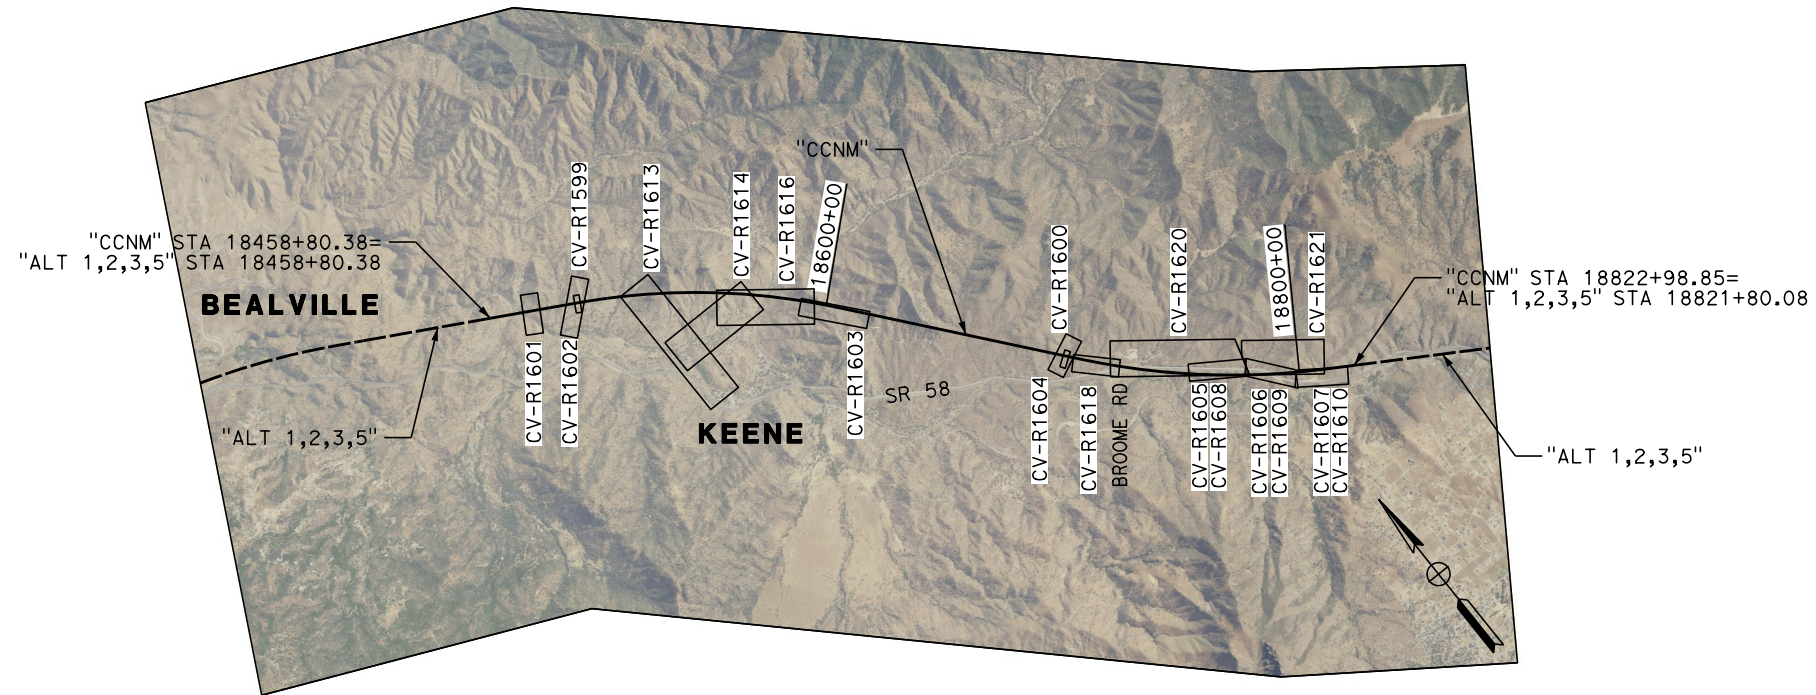 "CCNM"
CV-R1599
CV-R1613
CV-R1614
CV-R1616
18600+00
CV-R1600
CV-R1620
18800+00
CV-R1621
"CCNM" STA 18458+80.38=
"ALT 1,2,3,5" STA 18458+80.38
BEALVILLE
"CCNM" STA 18822+98.85=
"ALT 1,2,3,5" STA 18821+80.08
CV-R1601
CV-R1602
CV-R1603
SR 58
CV-R1604
CV-R1618
BROOME RD
CV-R1605
CV-R1608
CV-R1606
CV-R1609
CV-R1607
CV-R1610
"ALT 1,2,3,5"
KEENE
"ALT 1,2,3,5"